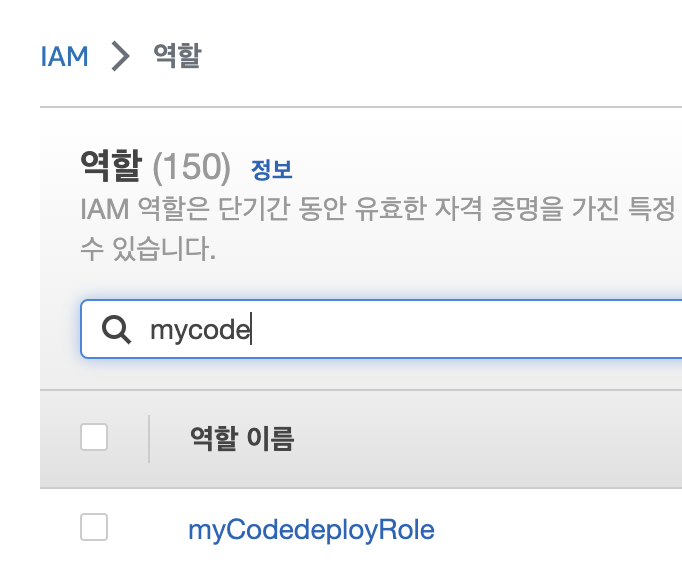 IAM > 역할
역할 (150) 정보
IAM 역할은 단기간 동안 유효한 자격 증명을 가진 특정
수 있습니다.
mycode
역할 이름
myCodedeployRole